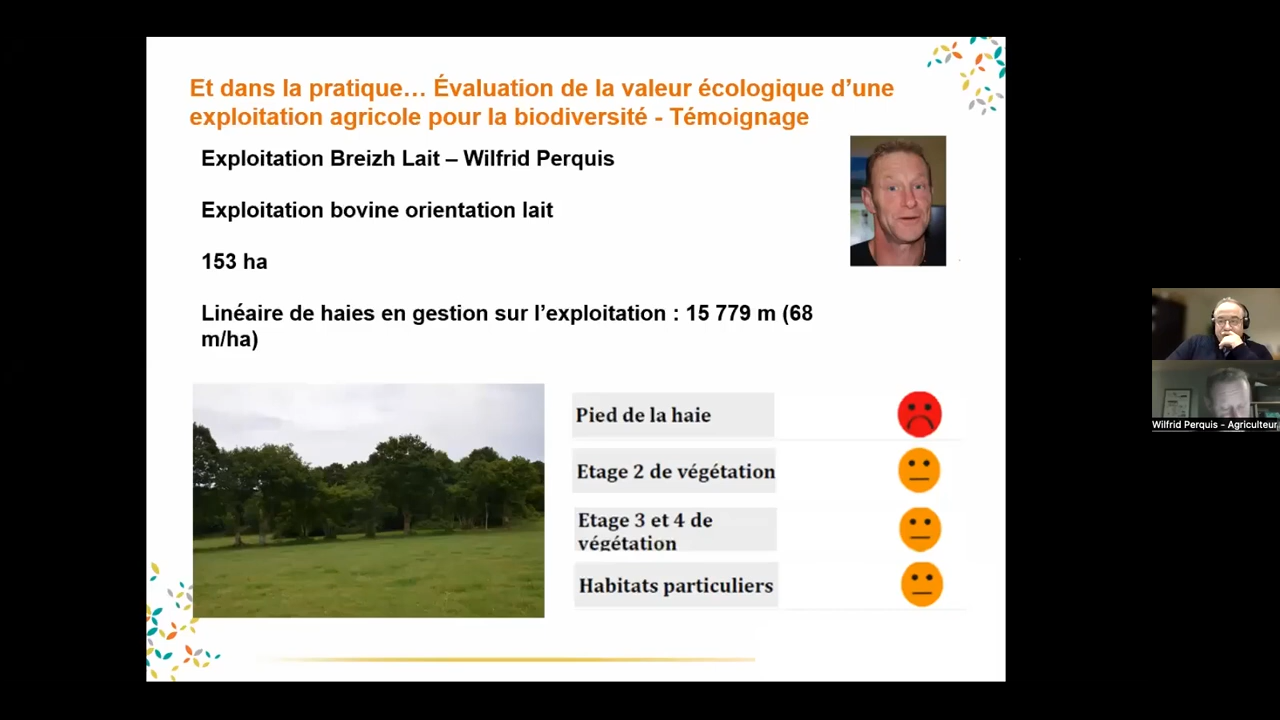 Et dans la pratique… Évaluation de la valeur écologique d’une
exploitation agricole pour la biodiversité - Témoignage
Exploitation Breizh Lait – Wilfrid Perquis
Exploitation bovine orientation lait
153 ha
Linéaire de haies en gestion sur l’exploitation : 15 779 m (68
m/ha)
Pied de la haie
Etage 2 de végétation
Etage 3 et 4 de
végétation
Habitats particuliers
Wilfrid Perquis - Agriculteur